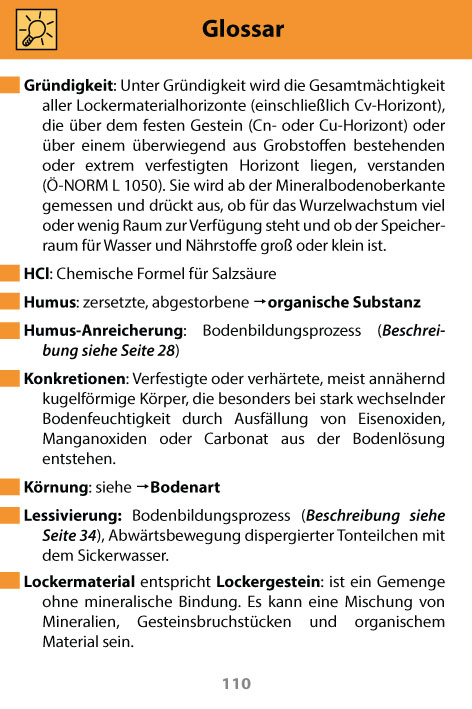 Glossar
Gründigkeit: Unter Gründigkeit wird die Gesamtmächtigkeit
aller Lockermaterialhorizonte (einschließlich Cv-Horizont),
die über dem festen Gestein (Cn- oder Cu-Horizont) oder
über einem überwiegend aus Grobstoffen bestehenden
oder extrem verfestigten Horizont liegen, verstanden
(Ö-NORM L 1050). Sie wird ab der Mineralbodenoberkante
gemessen und drückt aus, ob für das Wurzelwachstum viel
oder wenig Raum zur Verfügung steht und ob der Speicher-
raum für Wasser und Nährstoffe groß oder klein ist.
HCl: Chemische Formel für Salzsäure
Humus: zersetzte, abgestorbene →organische Substanz
Humus-Anreicherung: Bodenbildungsprozess (Beschrei-
bung siehe Seite 28)
Konkretionen: Verfestigte oder verhärtete, meist annähernd
kugelförmige Körper, die besonders bei stark wechselnder
Bodenfeuchtigkeit durch Ausfällung von Eisenoxiden,
Manganoxiden oder Carbonat aus der Bodenlösung
entstehen.
Körnung: siehe →Bodenart
Lessivierung: Bodenbildungsprozess (Beschreibung siehe
Seite 34), Abwärtsbewegung dispergierter Tonteilchen mit
dem Sickerwasser.
Lockermaterial entspricht Lockergestein: ist ein Gemenge
ohne mineralische Bindung. Es kann eine Mischung von
Mineralien, Gesteinsbruchstücken und organischem
Material sein.
110